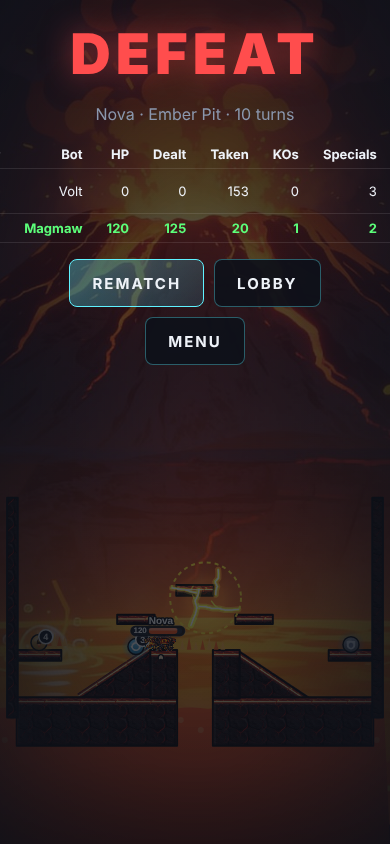 DEFEAT
Nova · Ember Pit · 10 turns
Bot HP Dealt Taken KOs Specials
Volt 0 0 153 0 3
Magmaw 120 125 20 1 2
REMATCH LOBBY
MENU
Nova
120
4